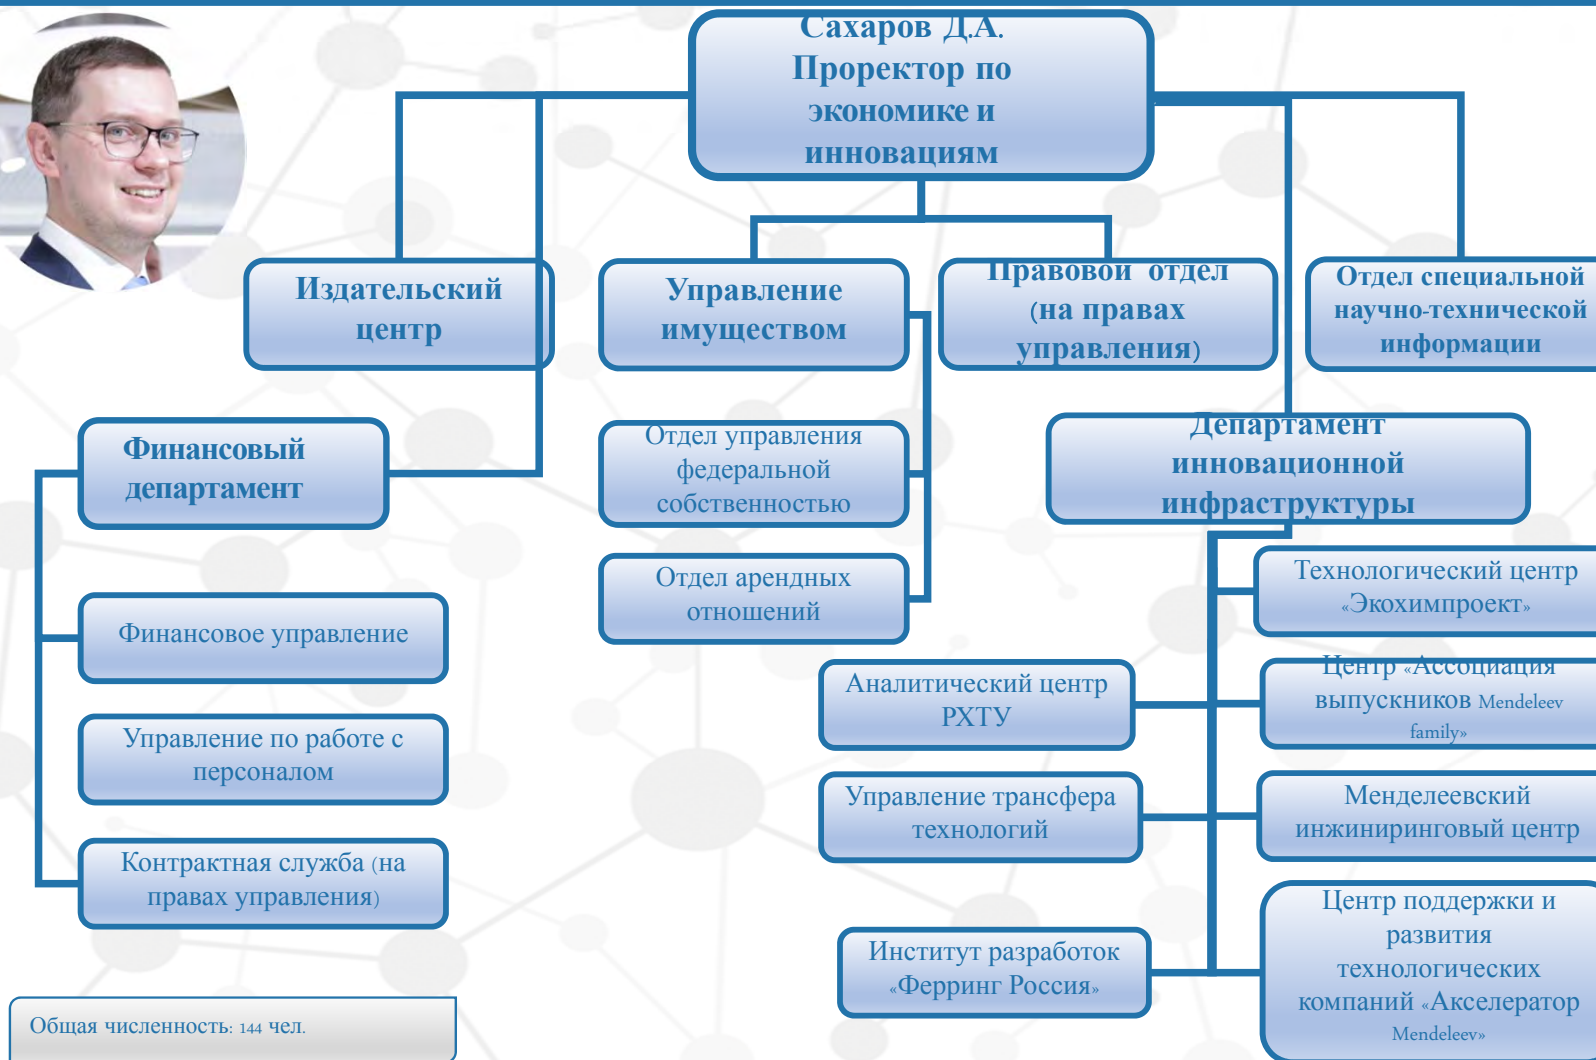 Сахаров Д.А.
Проректор по
экономике и
инновациям
Издательский
центр
Управление
имуществом
Правовой отдел
(на правах
управления)
Отдел специальной
научно-технической
информации
Финансовый
департамент
Отдел управления
федеральной
собственностью
Отдел арендных
отношений
Департамент
инновационной
инфраструктуры
Финансовое управление
Управление по работе с
персоналом
Контрактная служба (на
правах управления)
Аналитический центр
РХТУ
Управление трансфера
технологий
Институт разработок
«Ферринг Россия»
Технологический центр
«Экохимпроект»
Центр «Ассоциация
выпускников Mendeleev
family»
Менделеевский
инжиниринговый центр
Центр поддержки и
развития
технологических
компаний «Акселератор
Mendeleev»
Общая численность: 144 чел.